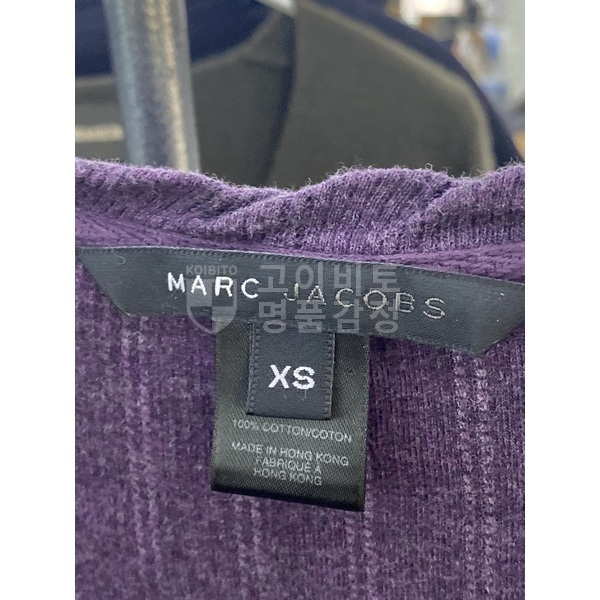 KOIBITO
고이비토
명품감정
MARC JACOBS
XS
100% COTTON/COTON
MADE IN HONG KONG
FABRIQUÉ À
HONG KONG